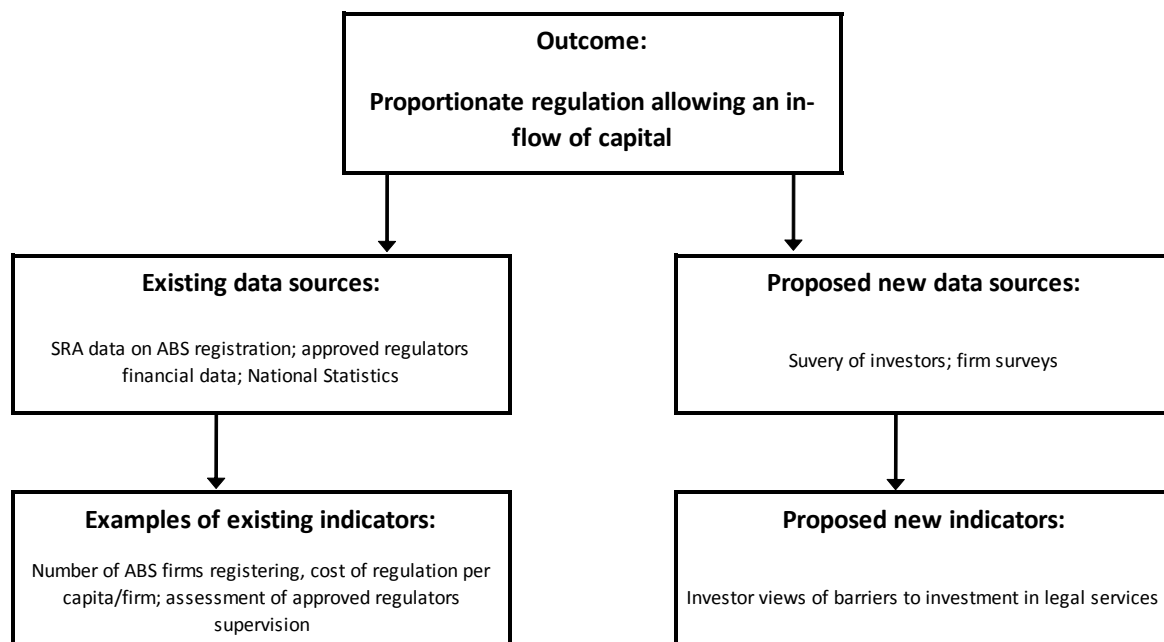 Outcome:
Proportionate regulation allowing an in-
flow of capital
Existing data sources:
SRA data on ABS registration; approved regulators
financial data; National Statistics
Proposed new data sources:
Suvery of investors; firm surveys
Examples of existing indicators:
Number of ABS firms registering, cost of regulation per
capita/firm; assessment of approved regulators
supervision
Proposed new indicators:
Investor views of barriers to investment in legal services